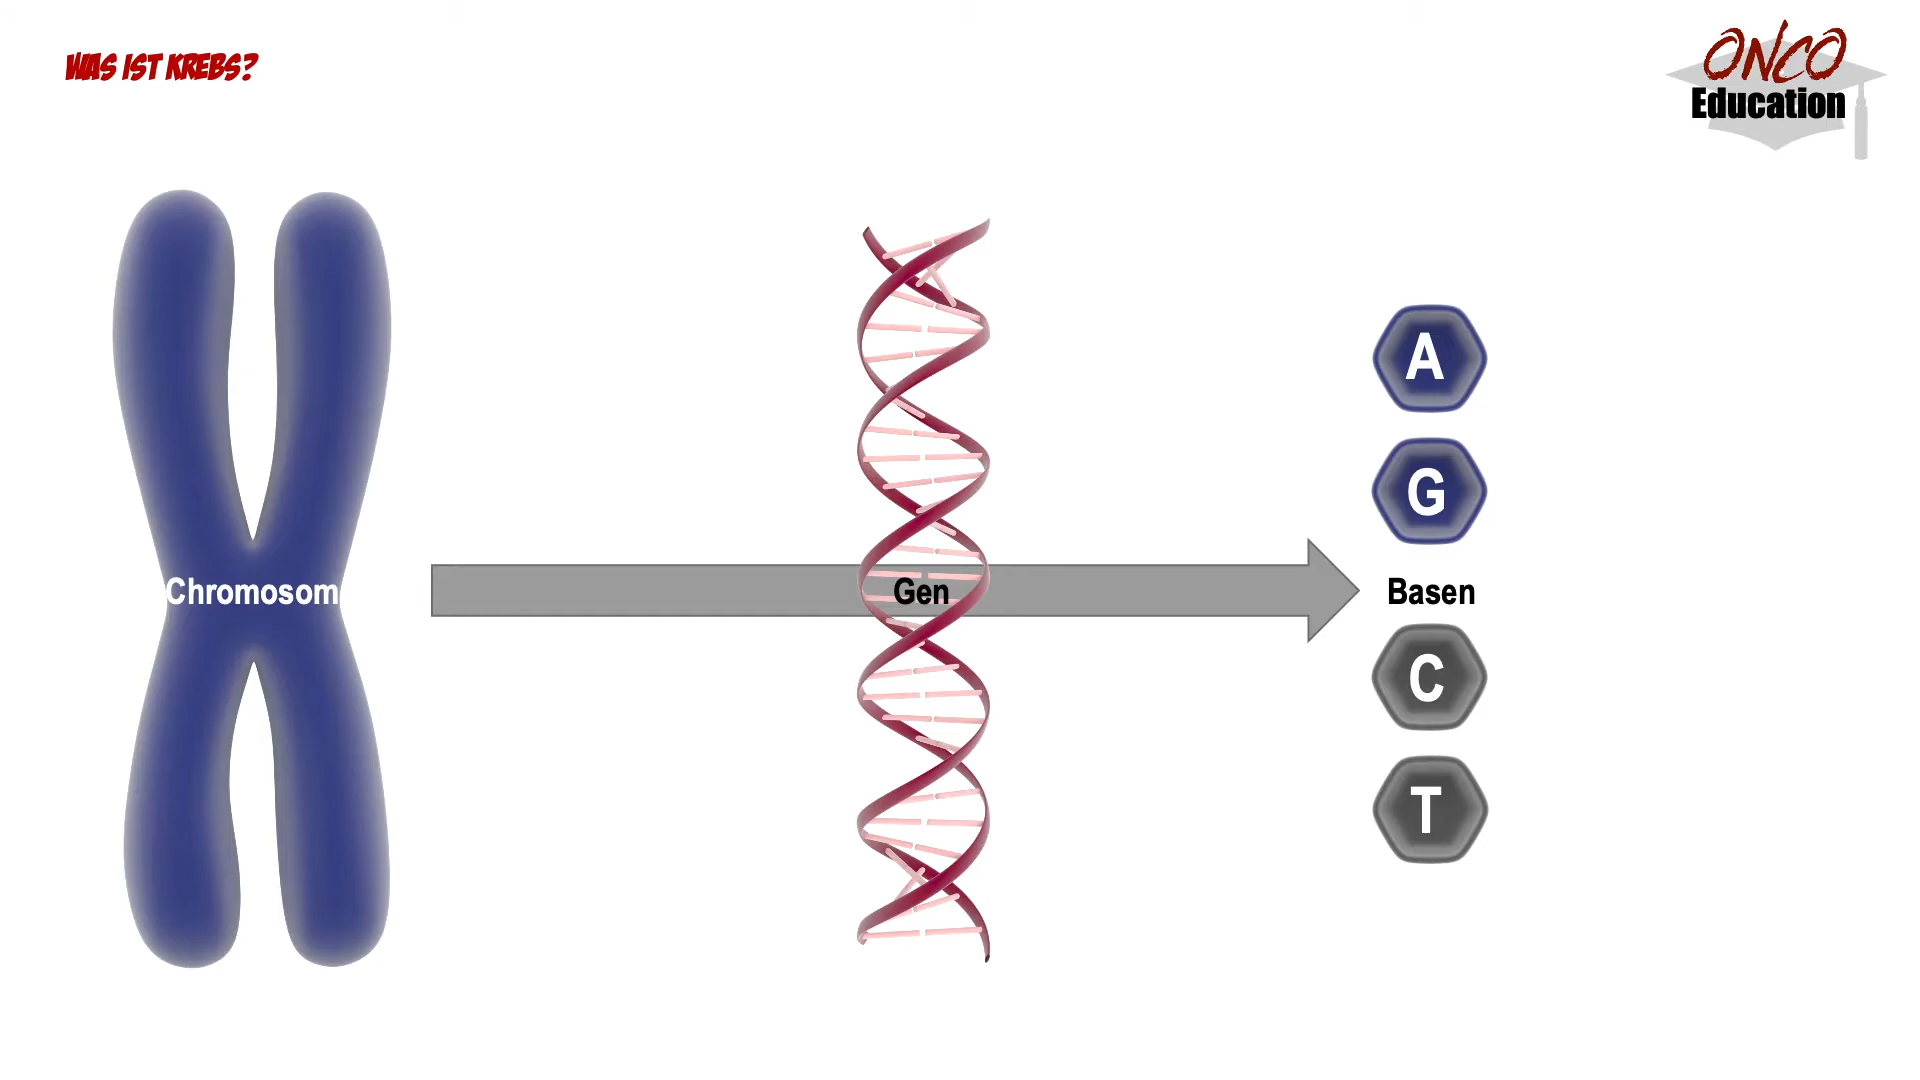 WAS IST KREBS?
ONCO
Education
A
G
Chromosom
Gen
Basen
C
T